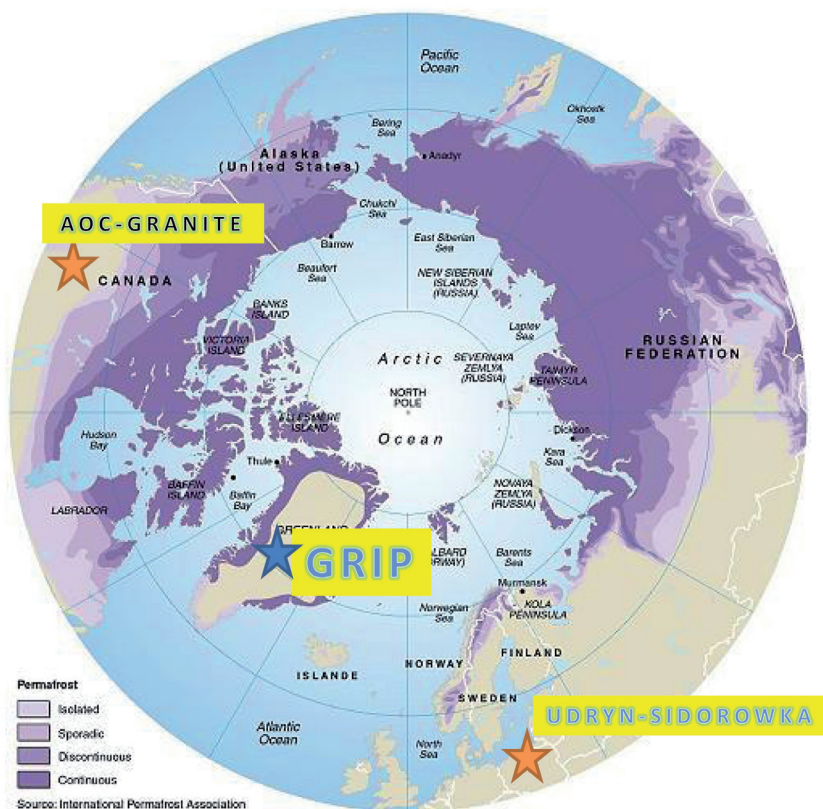 Pacific
Ocean
Okhostk
Sea
Bering
Sea
Alaska
(United States)
Anadyr
Chukchi
Sea
AOC-GRANITE
Barrow
East Siberian
Sea
CANADA
Beaufort
Sea
NEW SIBERIAN
ISLANDS
(RUSSIA)
BANKS
ISLAND
Laptev
Sea
VICTORIA
ISLAND
RUSSIAN
FEDERATION
Arctic
SEVERNAYA
ZEMLYA
(RUSSIA)
TAIMYR
PENINSULA
NORTH
POLE
ELLESMERE
ISLAND
Ocean
Dickson
Hudson
Bay
Kara
Sea
Thule
BAFFIN
ISLAND
Baffin
Bay
NOVAYA
ZEMLYA
(RUSSIA)
LABRADOR
GREENLAND
GRIP
Barents
Sea
Murmansk
KOLA
PENINSULA
Norwegian
Sea
FINLAND
NORWAY
ISLANDE
SWEDEN
UDRYN-SIDOROWKA
Atlantic
Ocean
North
Sea
Permafrost
Isolated
Sporadic
Discontinuous
Continuous
Source: International Permafrost Association